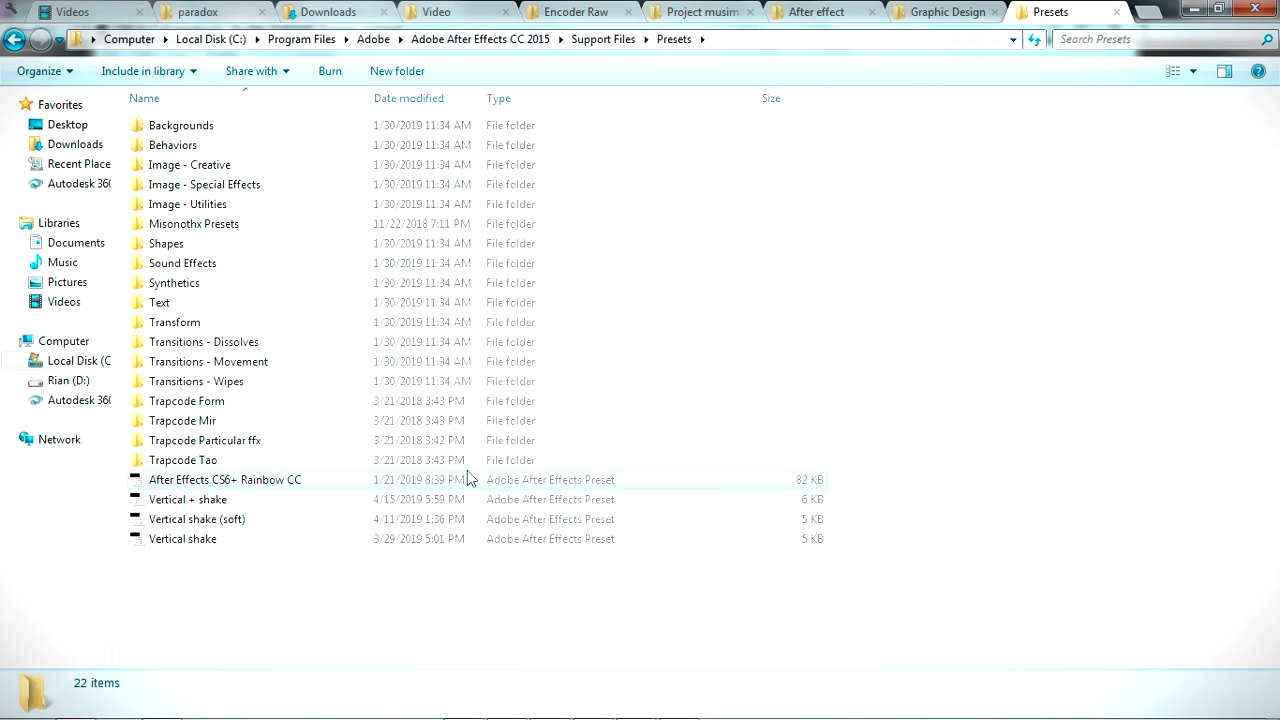 Videos paradox Downloads Video Encoder Raw Project musim After effect Graphic Design Presets
Computer Local Disk (C:) Program Files Adobe Adobe After Effects CC 2015 Support Files Presets Search Presets
Organize Include in library Share with Burn New folder
Name Date modified Type Size
Favorites
Desktop
Downloads
Recent Place
Autodesk 360
Libraries
Documents
Music
Pictures
Videos
Computer
Local Disk (C
Rian (D:)
Autodesk 360
Network
Backgrounds 1/30/2019 11:34 AM File folder
Behaviors 1/30/2019 11:34 AM File folder
Image - Creative 1/30/2019 11:34 AM File folder
Image - Special Effects 1/30/2019 11:34 AM File folder
Image - Utilities 1/30/2019 11:34 AM File folder
Misonothx Presets 11/22/2018 7:11 PM File folder
Shapes 1/30/2019 11:34 AM File folder
Sound Effects 1/30/2019 11:34 AM File folder
Synthetics 1/30/2019 11:34 AM File folder
Text 1/30/2019 11:34 AM File folder
Transform 1/30/2019 11:34 AM File folder
Transitions - Dissolves 1/30/2019 11:34 AM File folder
Transitions - Movement 1/30/2019 11:34 AM File folder
Transitions - Wipes 1/30/2019 11:34 AM File folder
Trapcode Form 3/21/2018 3:43 PM File folder
Trapcode Mir 3/21/2018 3:43 PM File folder
Trapcode Particular ffx 3/21/2018 3:42 PM File folder
Trapcode Tao 3/21/2018 3:43 PM File folder
After Effects CS6+ Rainbow CC 1/21/2019 8:39 PM Adobe After Effects Preset 82 KB
Vertical + shake 4/15/2019 5:59 PM Adobe After Effects Preset 6 KB
Vertical shake (soft) 4/11/2019 1:36 PM Adobe After Effects Preset 5 KB
Vertical shake 3/29/2019 5:01 PM Adobe After Effects Preset 5 KB
22 items